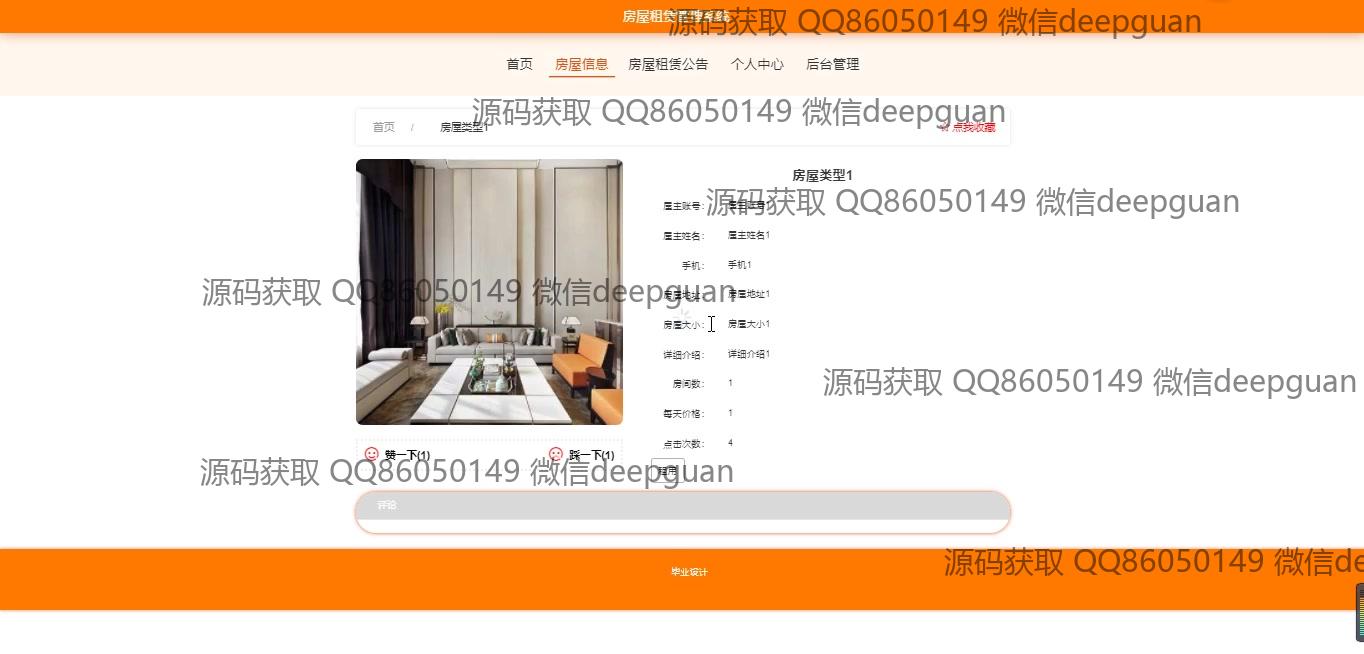 房屋租赁管理系统
源码获取 QQ86050149 微信deepguan
首页 房屋信息 房屋租赁公告 个人中心 后台管理
源码获取 QQ86050149 微信deepguan
首页 / 房屋类型1 点我收藏
房屋类型1
源码获取 QQ86050149 微信deepguan
屋主账号： 屋主账号1
屋主姓名： 屋主姓名1
手机： 手机1
源码获取 QQ86050149 微信deepguan
房屋地址： 房屋地址1
房屋大小： 房屋大小1
详细介绍： 详细介绍1
房间数： 1
源码获取 QQ86050149 微信deepguan
每天价格： 1
点击次数： 4
赞一下(1) 踩一下(1)
源码获取 QQ86050149 微信deepguan
租用
评论
源码获取 QQ86050149 微信de
毕业设计